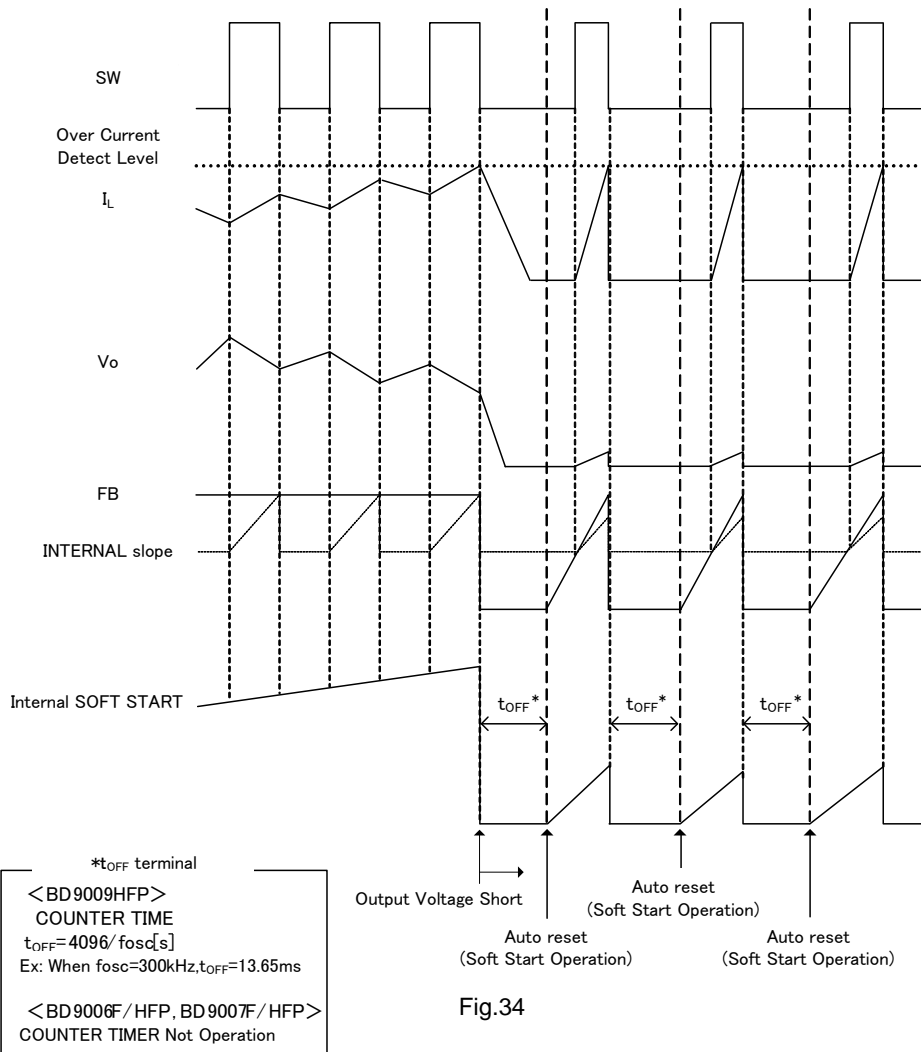 SW
Over Current
Detect Level
IL
Vo
FB
INTERNAL slope
Internal SOFT START
tOFF*
tOFF*
tOFF*
Output Voltage Short
Auto reset
(Soft Start Operation)
Auto reset
(Soft Start Operation)
Auto reset
(Soft Start Operation)
*tOFF terminal
<BD9009HFP>
COUNTER TIME
tOFF=4096/fosc[s]
Ex: When fosc=300kHz,tOFF=13.65ms
<BD9006F/HFP, BD9007F/HFP>
COUNTER TIMER Not Operation
Fig.34